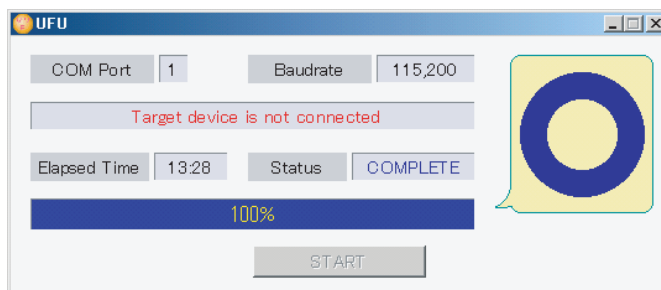 UFU
COM Port 1 Baudrate 115,200
Target device is not connected
Elapsed Time 13:28 Status COMPLETE
100%
START